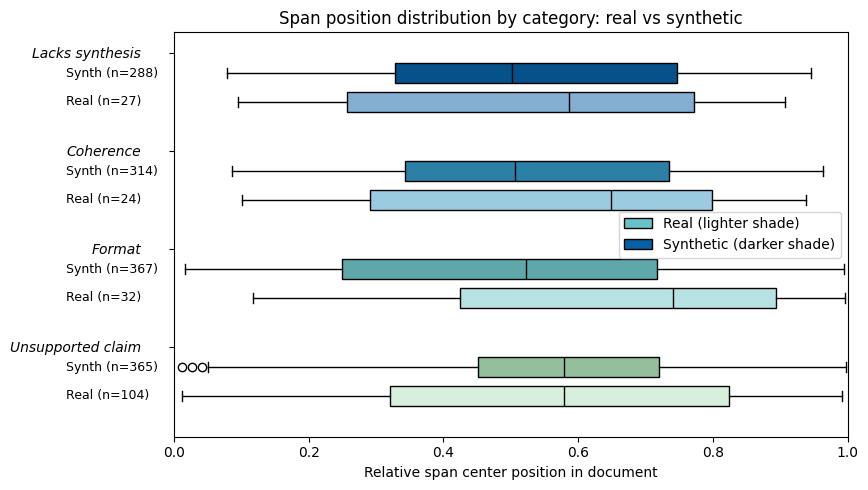 Span position distribution by category: real vs synthetic
Lacks synthesis
Synth (n=288)
Real (n=27)
Coherence
Synth (n=314)
Real (n=24)
Real (lighter shade)
Synthetic (darker shade)
Format
Synth (n=367)
Real (n=32)
Unsupported claim
Synth (n=365)
Real (n=104)
0.0 0.2 0.4 0.6 0.8 1.0
Relative span center position in document